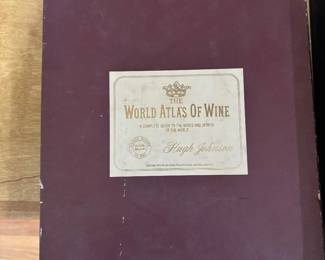 THE
WORLD ATLAS OF WINE
A COMPLETE GUIDE TO THE WINES AND SPIRITS
OF THE WORLD
Hugh Johnson